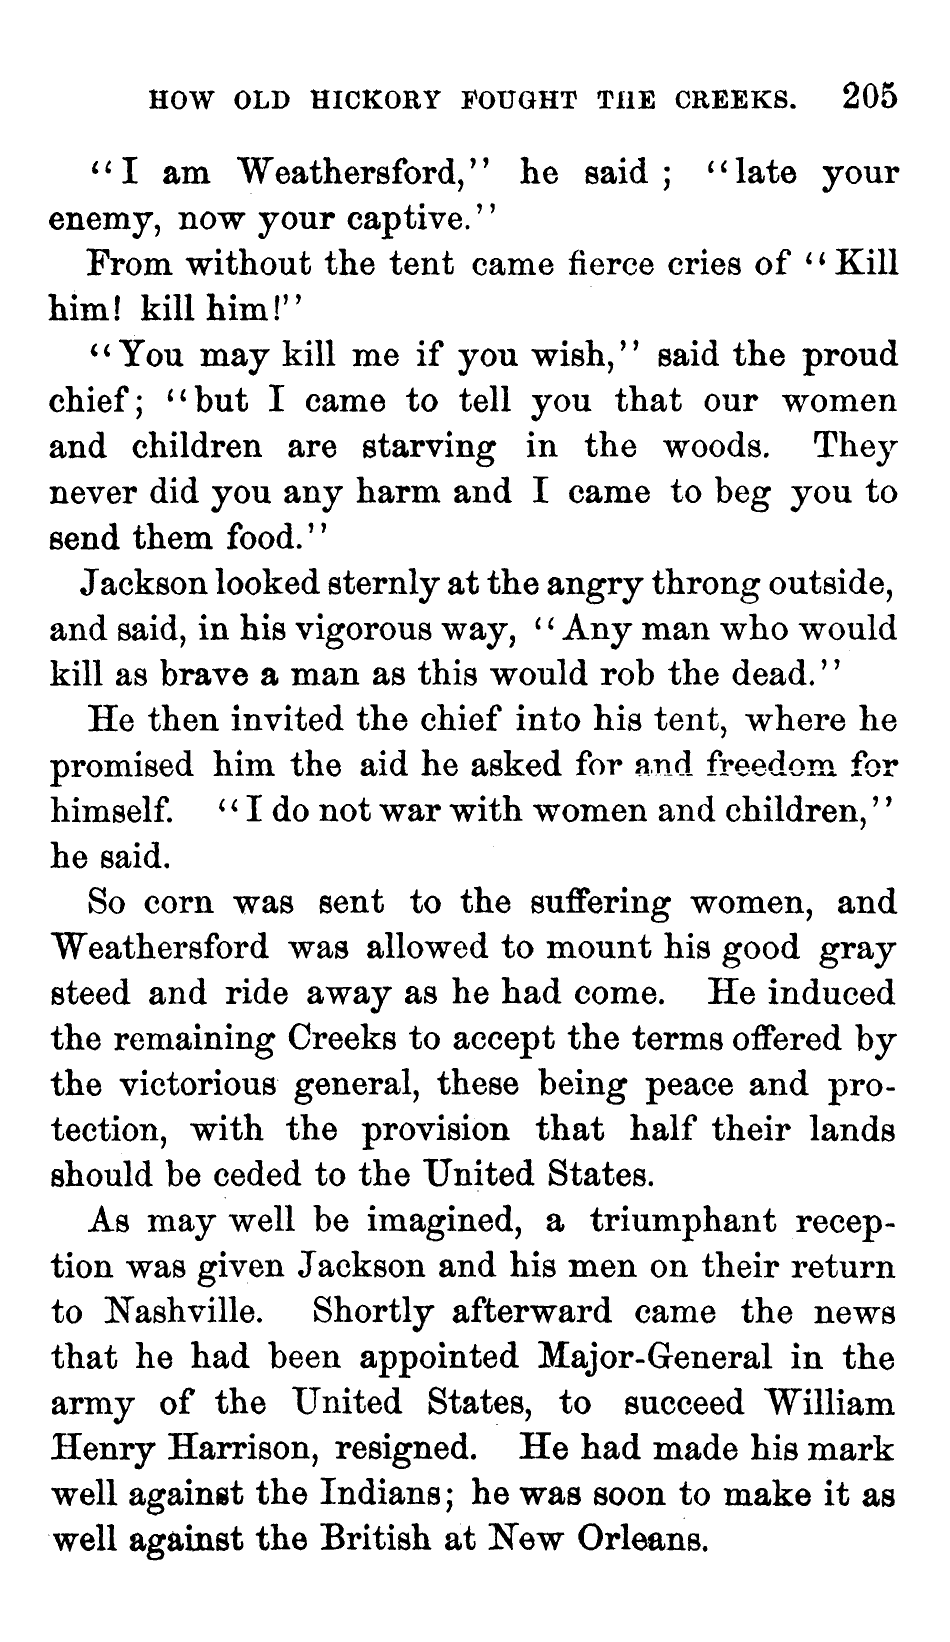 HOW OLD HICKORY FOUGHT THE CREEKS. 205
"I am Weathersford," he said ; "late your
enemy, now your captive."
From without the tent came fierce cries of "Kill
him! kill him!"
"You may kill me if you wish," said the proud
chief; "but I came to tell you that our women
and children are starving in the woods. They
never did you any harm and I came to beg you to
send them food."
Jackson looked sternly at the angry throng outside,
and said, in his vigorous way, "Any man who would
kill as brave a man as this would rob the dead."
He then invited the chief into his tent, where he
promised him the aid he asked for and freedom for
himself. "I do not war with women and children,"
he said.
So corn was sent to the suffering women, and
Weathersford was allowed to mount his good gray
steed and ride away as he had come. He induced
the remaining Creeks to accept the terms offered by
the victorious general, these being peace and pro-
tection, with the provision that half their lands
should be ceded to the United States.
As may well be imagined, a triumphant recep-
tion was given Jackson and his men on their return
to Nashville. Shortly afterward came the news
that he had been appointed Major-General in the
army of the United States, to succeed William
Henry Harrison, resigned. He had made his mark
well against the Indians; he was soon to make it as
well against the British at New Orleans.